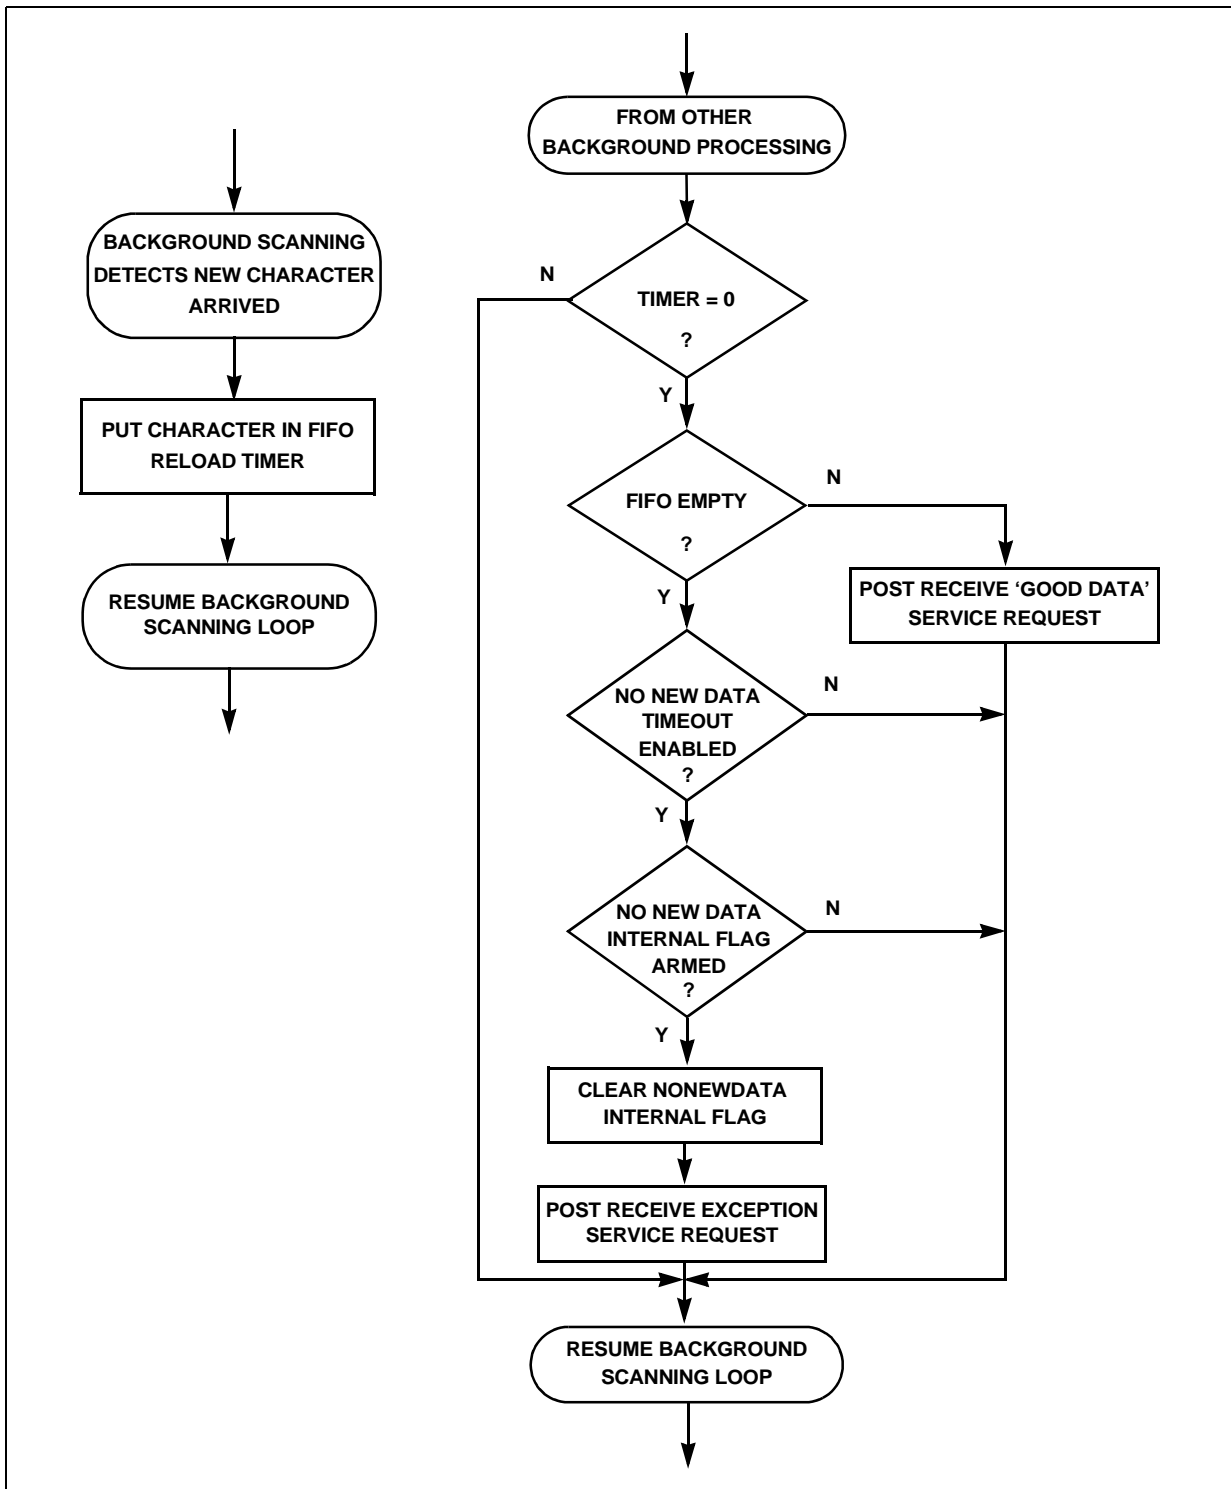 BACKGROUND SCANNING
DETECTS NEW CHARACTER
ARRIVED
PUT CHARACTER IN FIFO
RELOAD TIMER
RESUME BACKGROUND
SCANNING LOOP
FROM OTHER
BACKGROUND PROCESSING
N
TIMER = 0
?
Y
FIFO EMPTY
?
N
Y
POST RECEIVE ‘GOOD DATA’
SERVICE REQUEST
NO NEW DATA
TIMEOUT
ENABLED
?
N
Y
NO NEW DATA
INTERNAL FLAG
ARMED
?
N
Y
CLEAR NONEWDATA
INTERNAL FLAG
POST RECEIVE EXCEPTION
SERVICE REQUEST
RESUME BACKGROUND
SCANNING LOOP